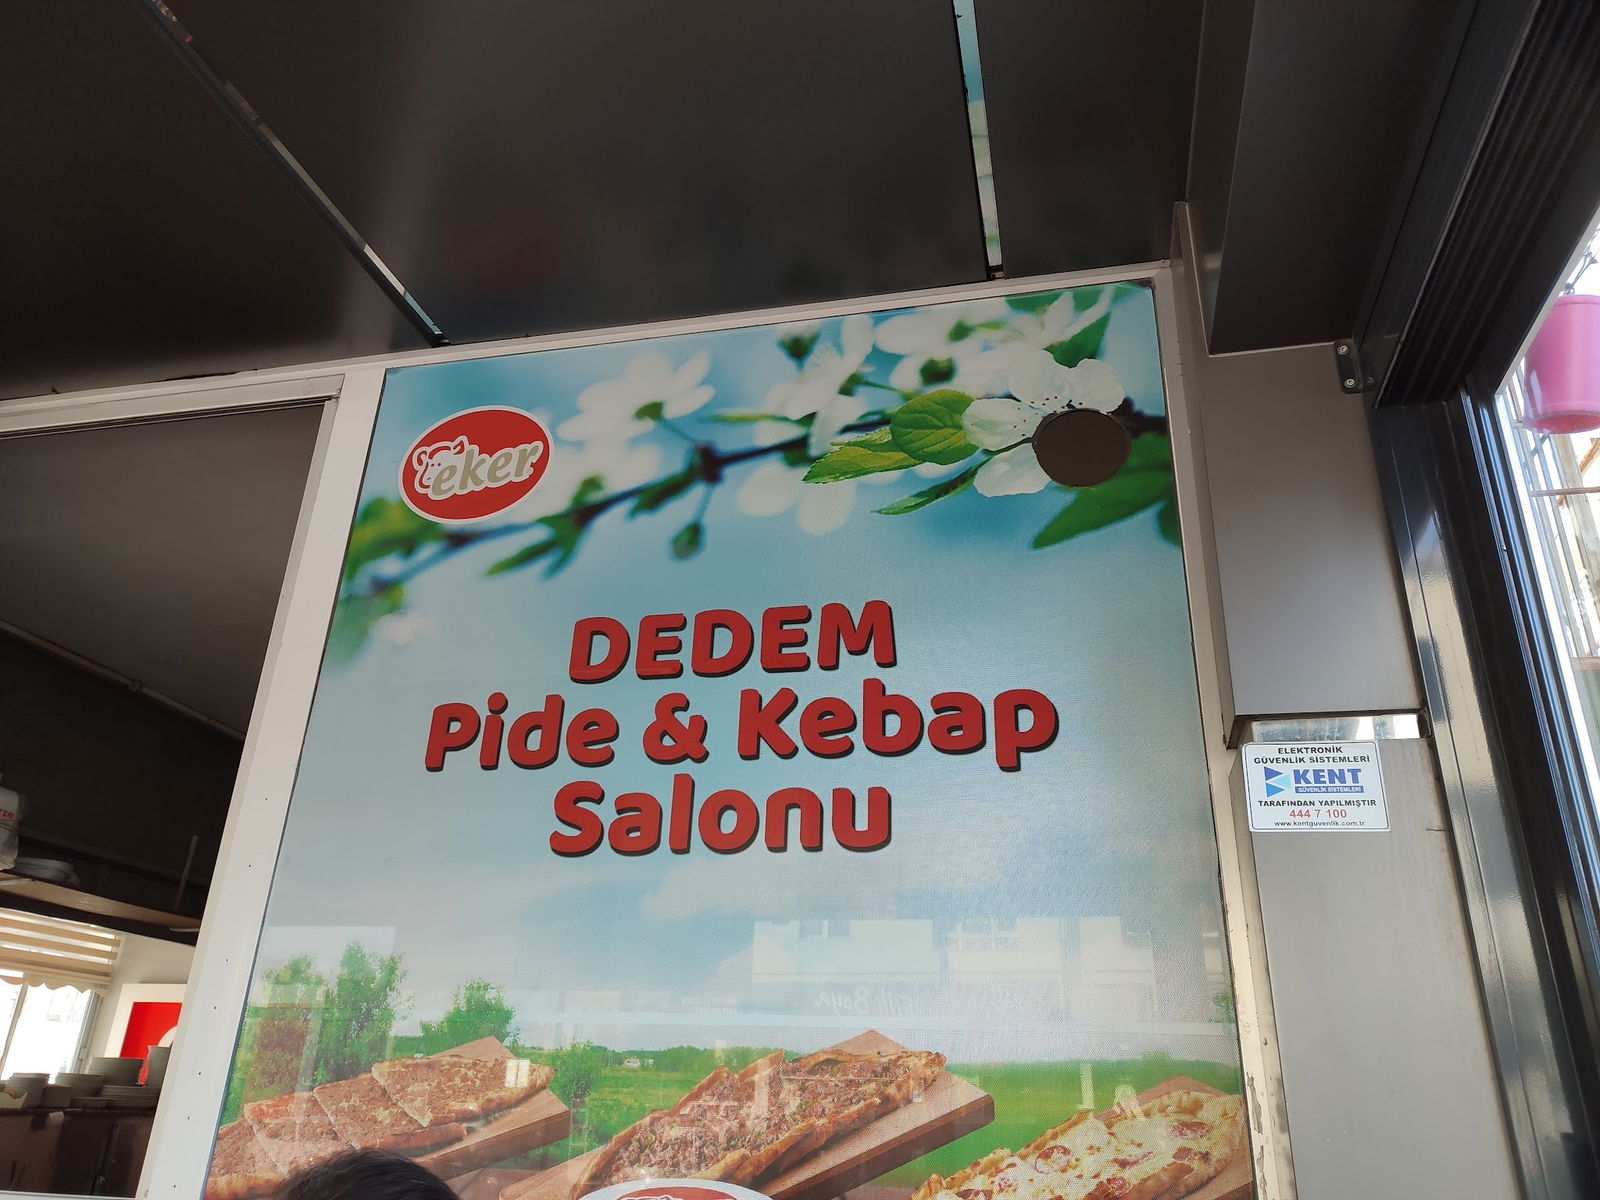 eker
DEDEM
Pide & Kebap
Salonu
ELEKTRONİK
GÜVENLİK SİSTEMLERİ
KENT
GÜVENLİK SİSTEMLERİ
TARAFINDAN YAPILMIŞTIR
444 7 100
www.kentguvenlik.com.tr